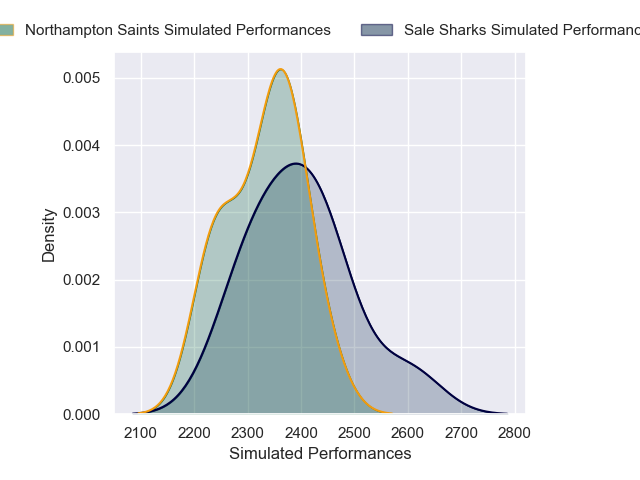 Northampton Saints Simulated Performances Sale Sharks Simulated
0.005
0.004
0.003
0.002
0.001
0.000
Density
2100 2200 2300 2400 2500 2600 2700 2800
Simulated Performances